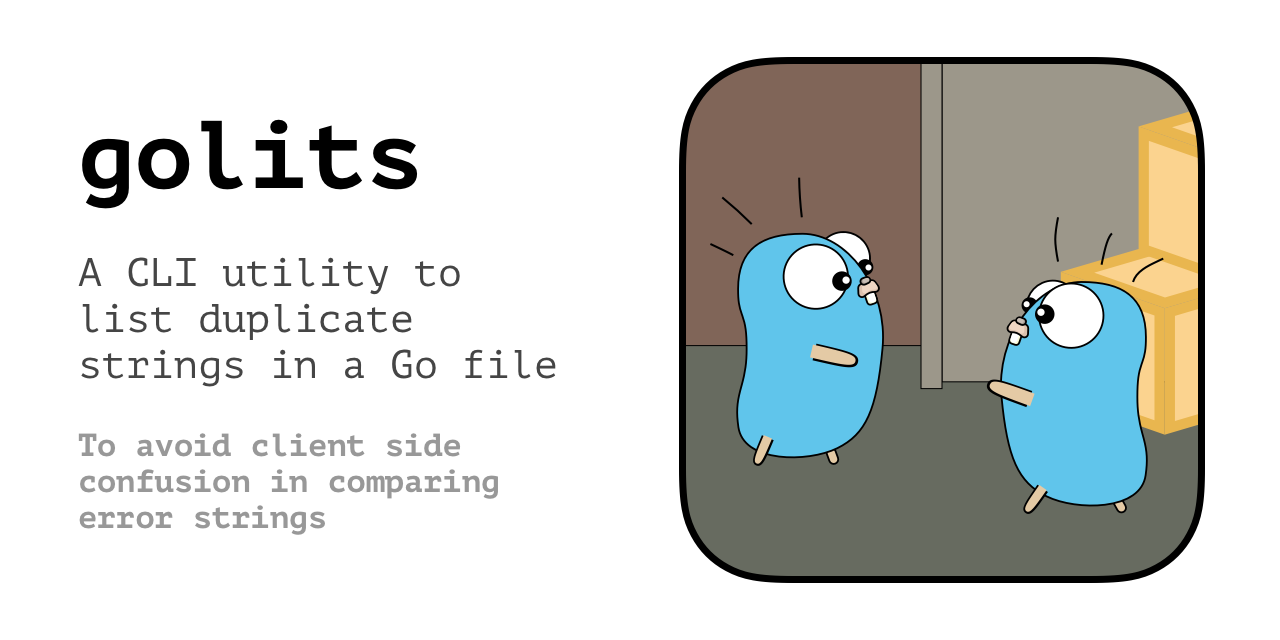 golits
A CLI utility to
list duplicate
strings in a Go file
To avoid client side
confusion in comparing
error strings